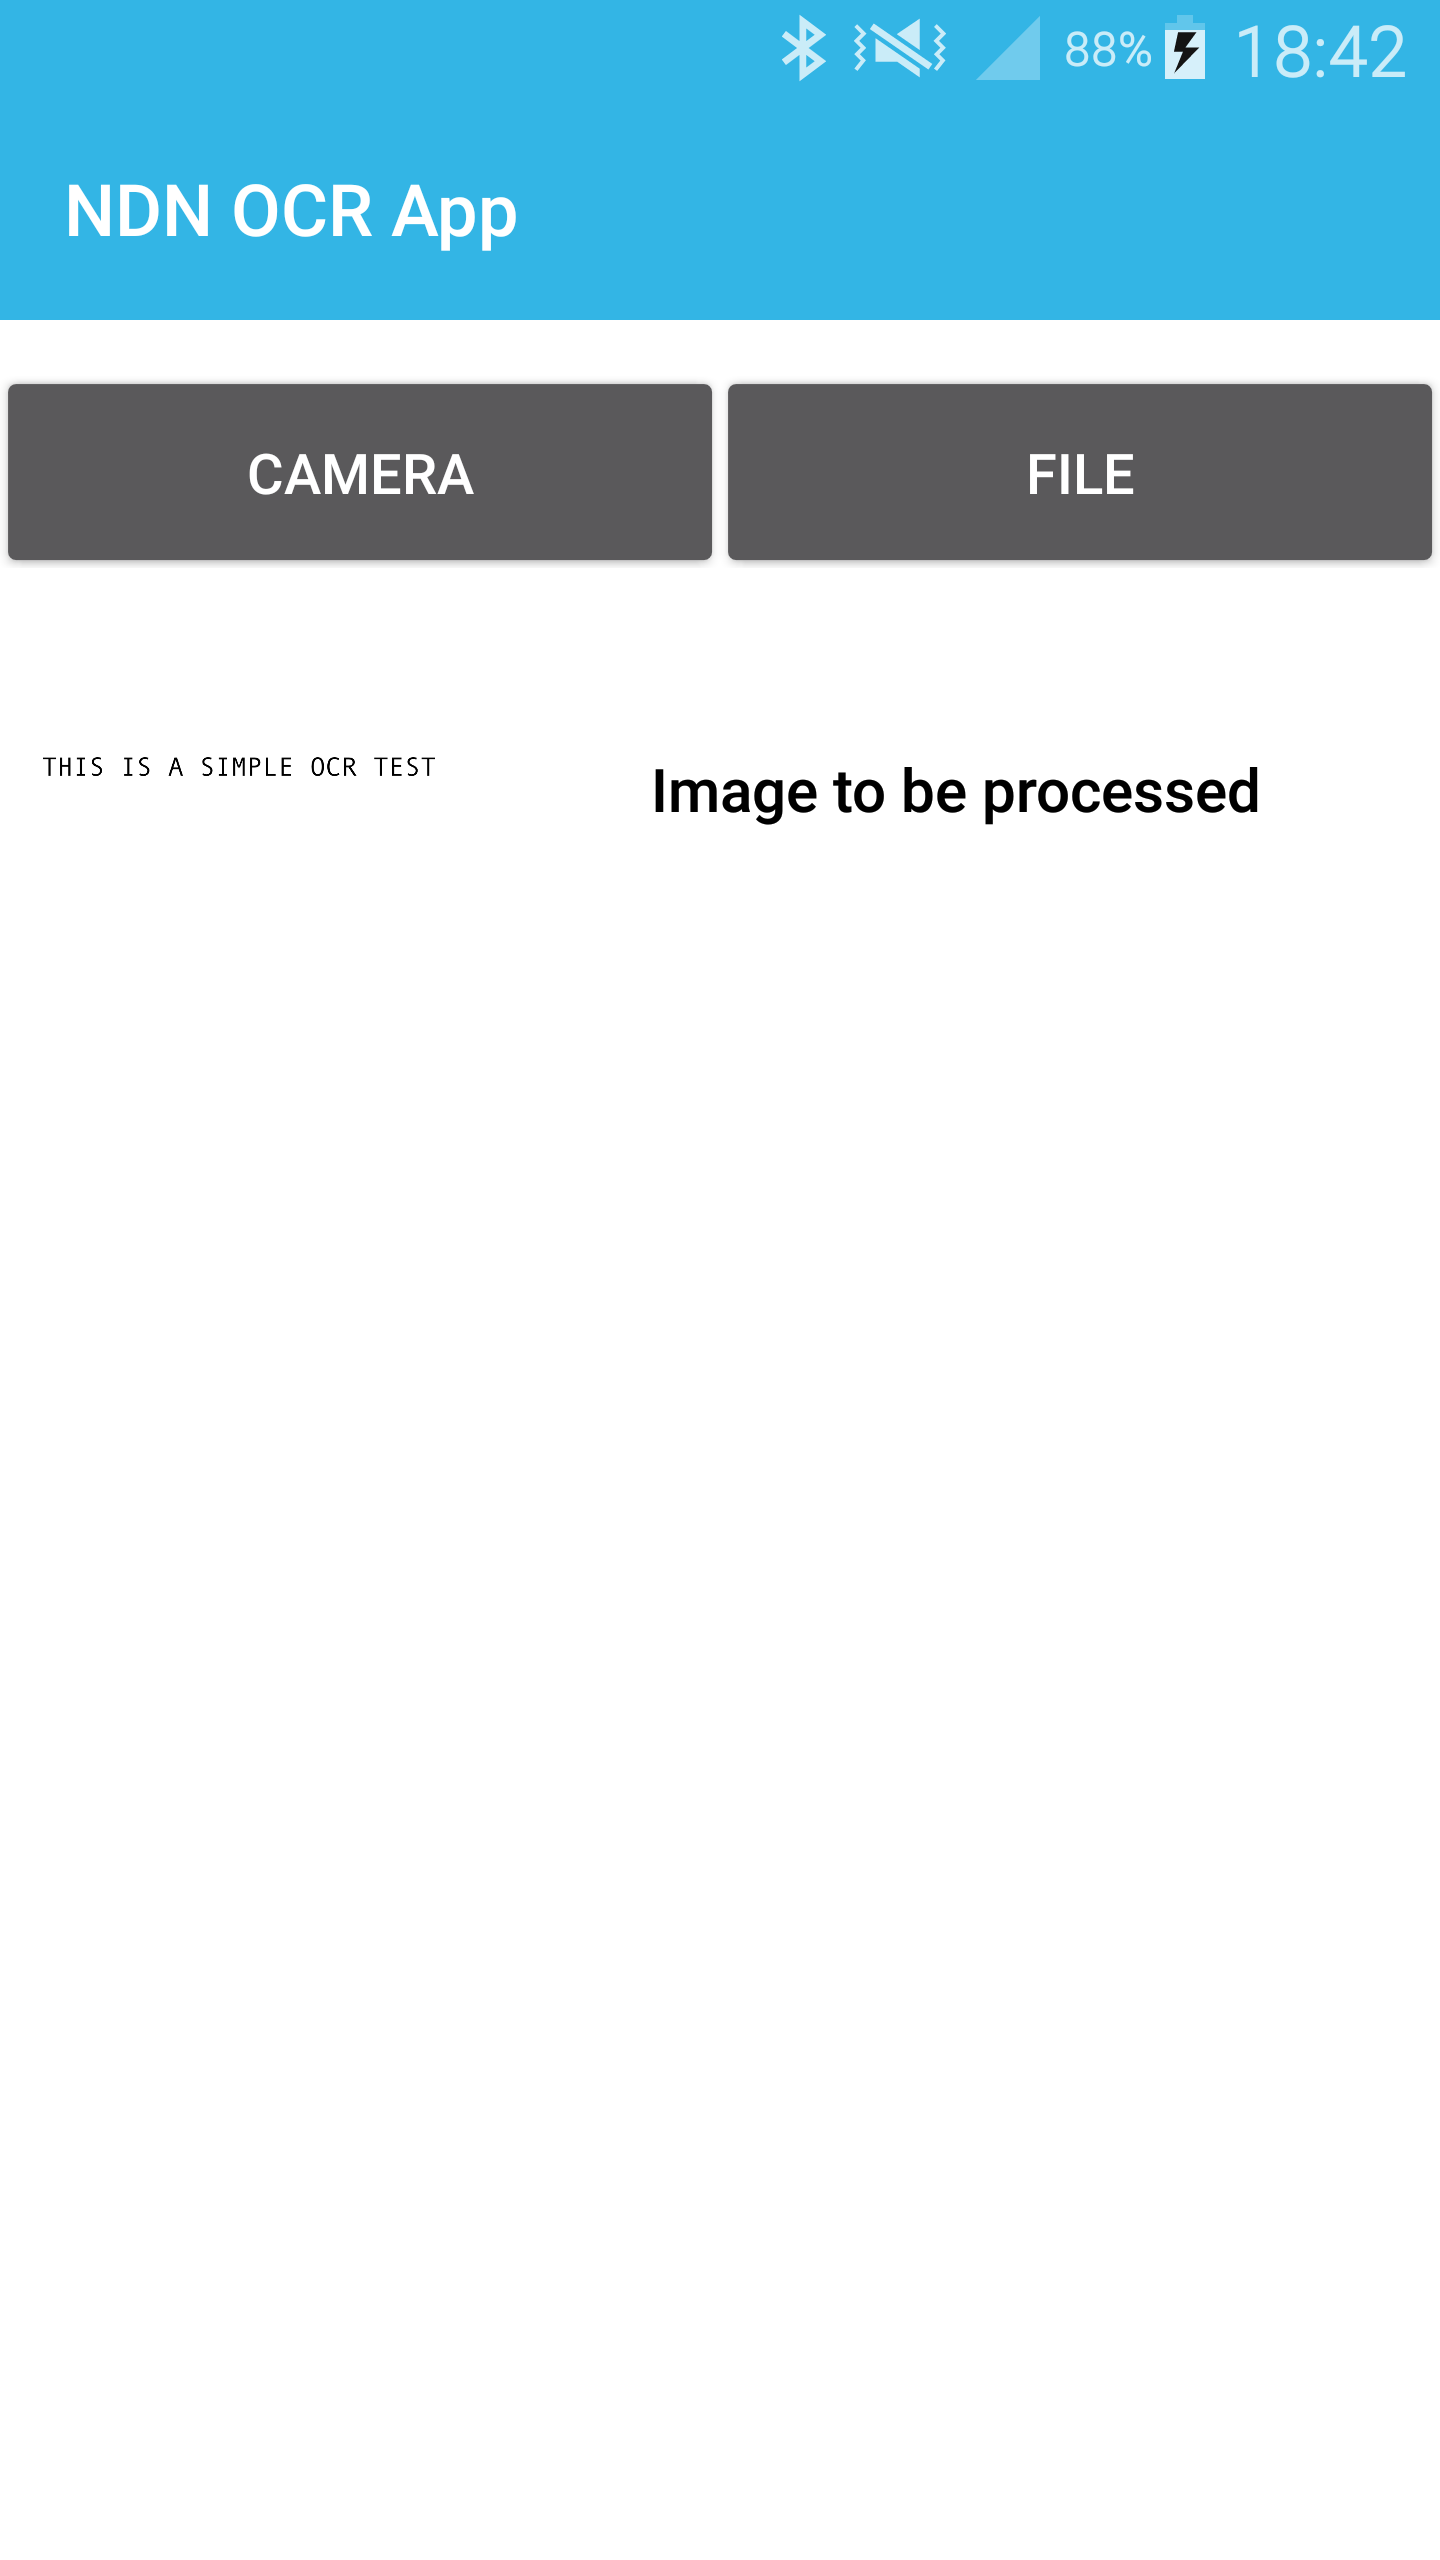 88% 18:42
NDN OCR App
CAMERA FILE
THIS IS A SIMPLE OCR TEST
Image to be processed